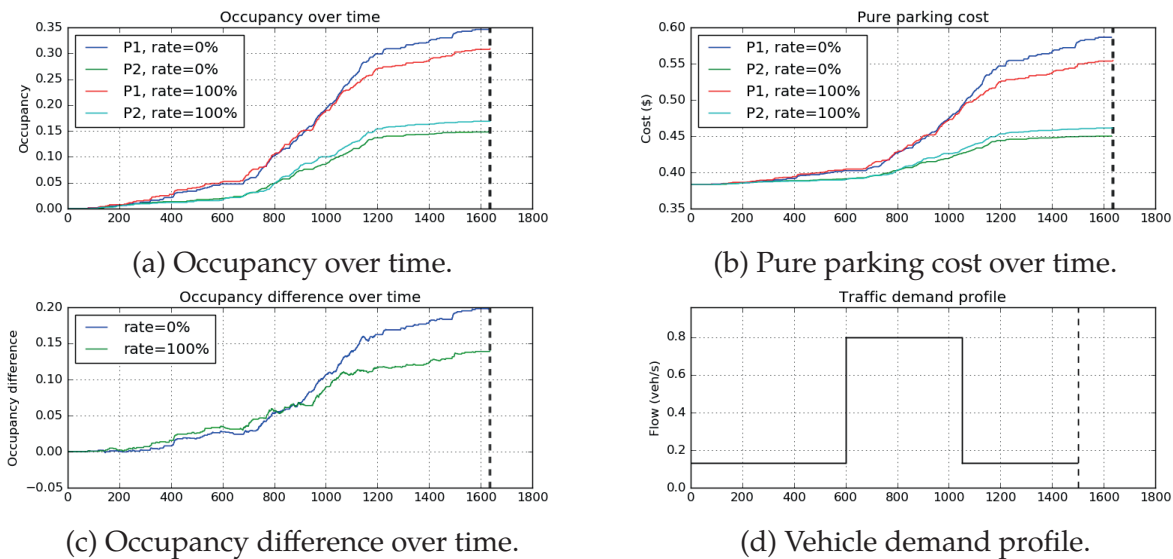 Occupancy over time
Occupancy
0.35
0.30
0.25
0.20
0.15
0.10
0.05
0.00
P1, rate=0%
P2, rate=0%
P1, rate=100%
P2, rate=100%
0 200 400 600 800 1000 1200 1400 1600 1800
(a) Occupancy over time.
Pure parking cost
Cost ($)
0.60
0.55
0.50
0.45
0.40
0.35
P1, rate=0%
P2, rate=0%
P1, rate=100%
P2, rate=100%
0 200 400 600 800 1000 1200 1400 1600 1800
(b) Pure parking cost over time.
Occupancy difference over time
Occupancy difference
0.20
0.15
0.10
0.05
0.00
−0.05
rate=0%
rate=100%
0 200 400 600 800 1000 1200 1400 1600 1800
(c) Occupancy difference over time.
Traffic demand profile
Flow (veh/s)
0.8
0.6
0.4
0.2
0 200 400 600 800 1000 1200 1400 1600 1800
(d) Vehicle demand profile.